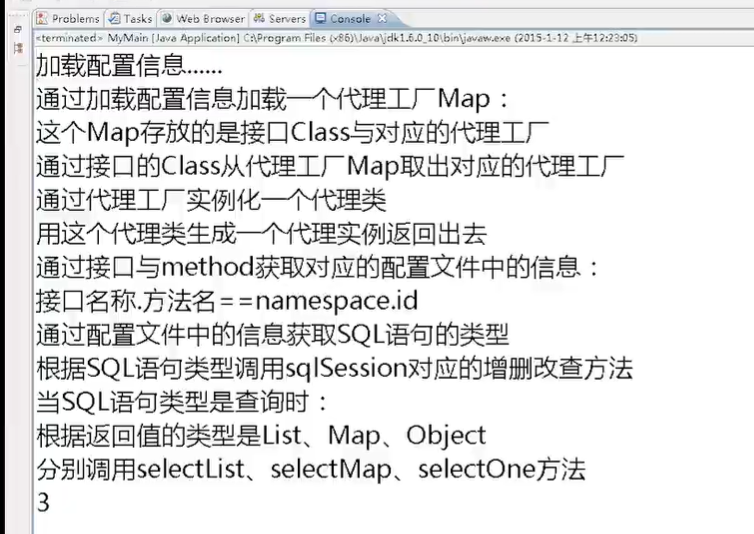 Problems Tasks Web Browser Servers Console
<terminated> MyMain [Java Application] C:\Program Files (x86)\Java\jdk1.6.0_10\bin\javaw.exe (2015-1-12 上午12:23:05)
加载配置信息......
通过加载配置信息加载一个代理工厂Map：
这个Map存放的是接口Class与对应的代理工厂
通过接口的Class从代理工厂Map取出对应的代理工厂
通过代理工厂实例化一个代理类
用这个代理类生成一个代理实例返回出去
通过接口与method获取对应的配置文件中的信息：
接口名称.方法名==namespace.id
通过配置文件中的信息获取SQL语句的类型
根据SQL语句类型调用sqlSession对应的增删改查方法
当SQL语句类型是查询时：
根据返回值的类型是List、Map、Object
分别调用selectList、selectMap、selectOne方法
3